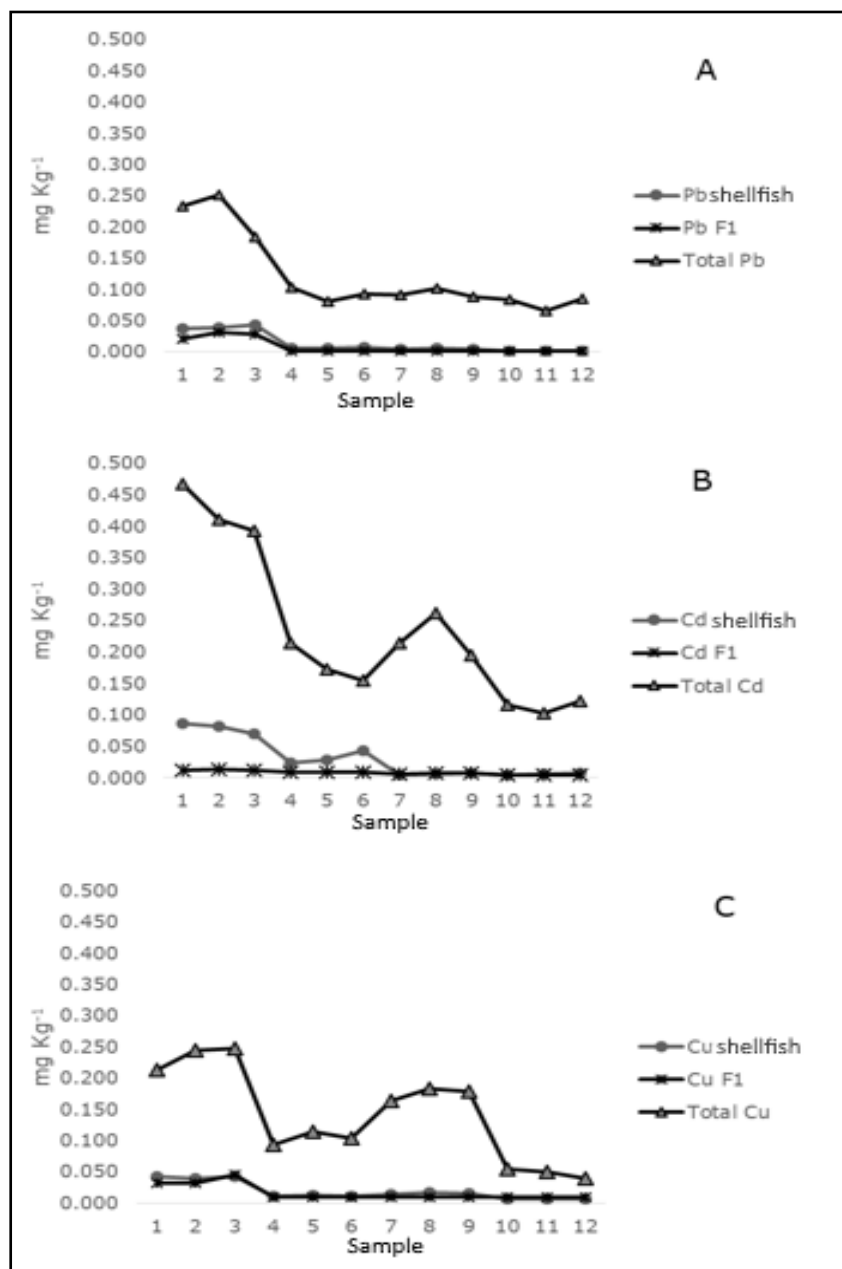 0.500
0.450
0.400
0.350
0.300
0.250
0.200
0.150
0.100
0.050
0.000
mg Kg⁻¹
A
Pb shellfish
Pb F1
Total Pb
1 2 3 4 5 6 7 8 9 10 11 12
Sample
0.500
0.450
0.400
0.350
0.300
0.250
0.200
0.150
0.100
0.050
0.000
mg Kg⁻¹
B
Cd shellfish
Cd F1
Total Cd
1 2 3 4 5 6 7 8 9 10 11 12
Sample
0.500
0.450
0.400
0.350
0.300
0.250
0.200
0.150
0.100
0.050
0.000
mg Kg⁻¹
C
Cu shellfish
Cu F1
Total Cu
1 2 3 4 5 6 7 8 9 10 11 12
Sample